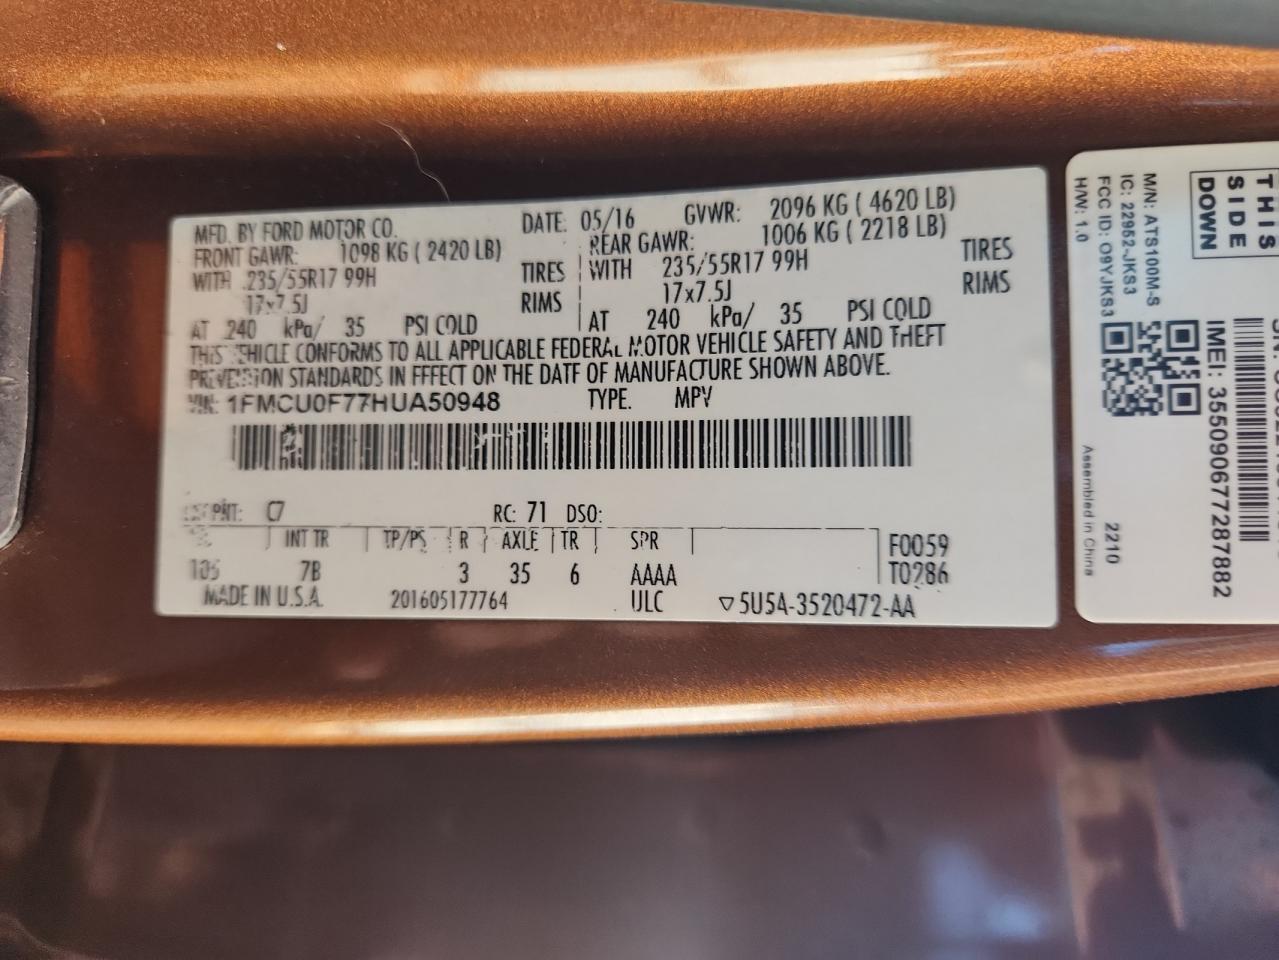 MFD. BY FORD MOTOR CO. DATE: 05/16 GVWR: 2096 KG ( 4620 LB)
FRONT GAWR: 1098 KG ( 2420 LB) REAR GAWR: 1006 KG ( 2218 LB)
WITH 235/55R17 99H TIRES WITH 235/55R17 99H TIRES
17x7.5J RIMS 17x7.5J RIMS
AT 240 kPa/ 35 PSI COLD AT 240 kPa/ 35 PSI COLD
THIS VEHICLE CONFORMS TO ALL APPLICABLE FEDERAL MOTOR VEHICLE SAFETY AND THEFT
PREVENTION STANDARDS IN EFFECT ON THE DATE OF MANUFACTURE SHOWN ABOVE.
VIN: 1FMCU0F77HUA50948 TYPE. MPV
PNT: C7 RC: 71 DSO:
INT TR TP/PS R AXLE TR SPR F0059
105 7B 3 35 6 AAAA T0286
MADE IN U.S.A. 201605177764 ULC ▽ 5U5A-3520472-AA
THIS
SIDE
DOWN
M/N: ATS100M-S
IC: 22952-JKS3
FCC ID: O9YJKS3
H/W: 1.0
IMEI: 355090677287882
2210
Assembled in China